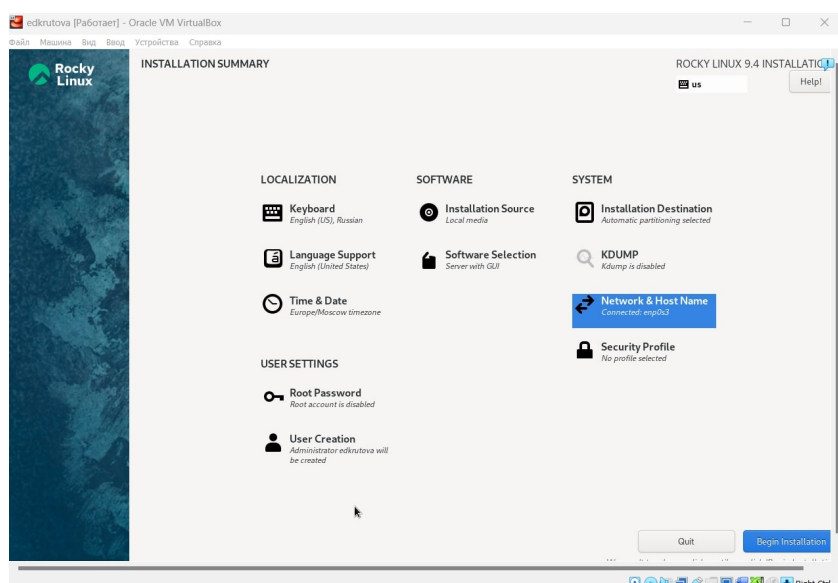 edkrutova [Работает] - Oracle VM VirtualBox
Файл Машина Вид Ввод Устройства Справка
Rocky
Linux
INSTALLATION SUMMARY
ROCKY LINUX 9.4 INSTALLATIO
us
Help!
LOCALIZATION
Keyboard
English (US), Russian
Language Support
English (United States)
Time & Date
Europe/Moscow timezone
SOFTWARE
Installation Source
Local media
Software Selection
Server with GUI
SYSTEM
Installation Destination
Automatic partitioning selected
KDUMP
Kdump is disabled
Network & Host Name
Connected: enp0s3
Security Profile
No profile selected
USER SETTINGS
Root Password
Root account is disabled
User Creation
Administrator edkrutova will
be created
Quit
Begin Installation
Right Ctrl